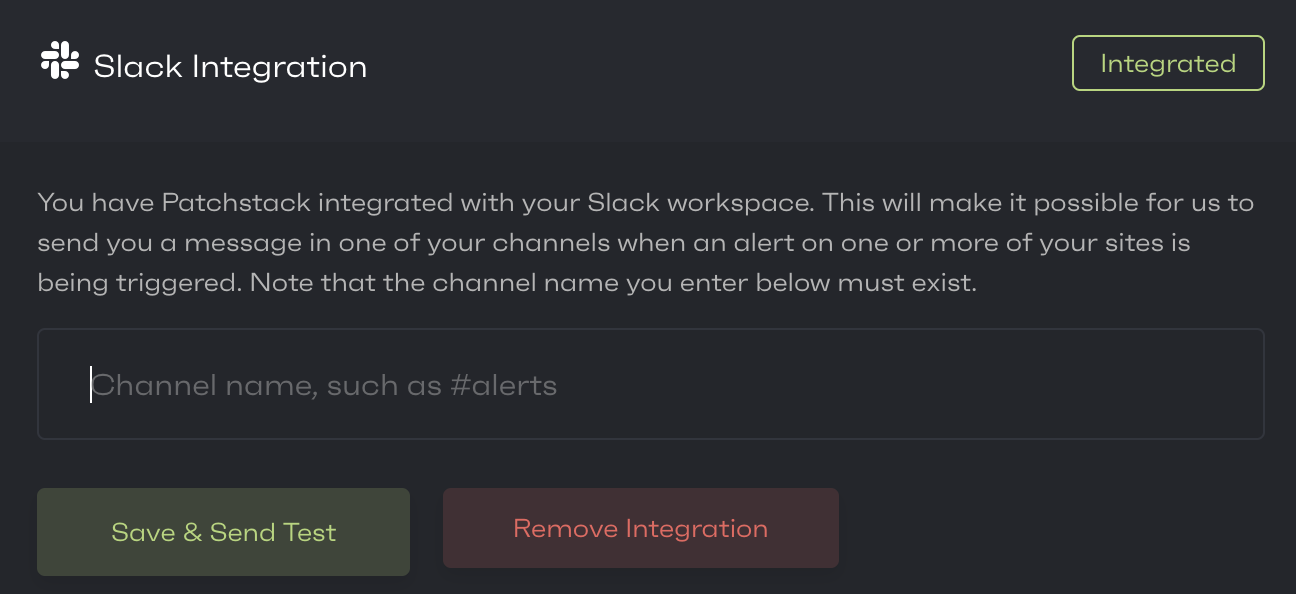 Slack Integration
Integrated
You have Patchstack integrated with your Slack workspace. This will make it possible for us to
send you a message in one of your channels when an alert on one or more of your sites is
being triggered. Note that the channel name you enter below must exist.
Channel name, such as #alerts
Save & Send Test
Remove Integration